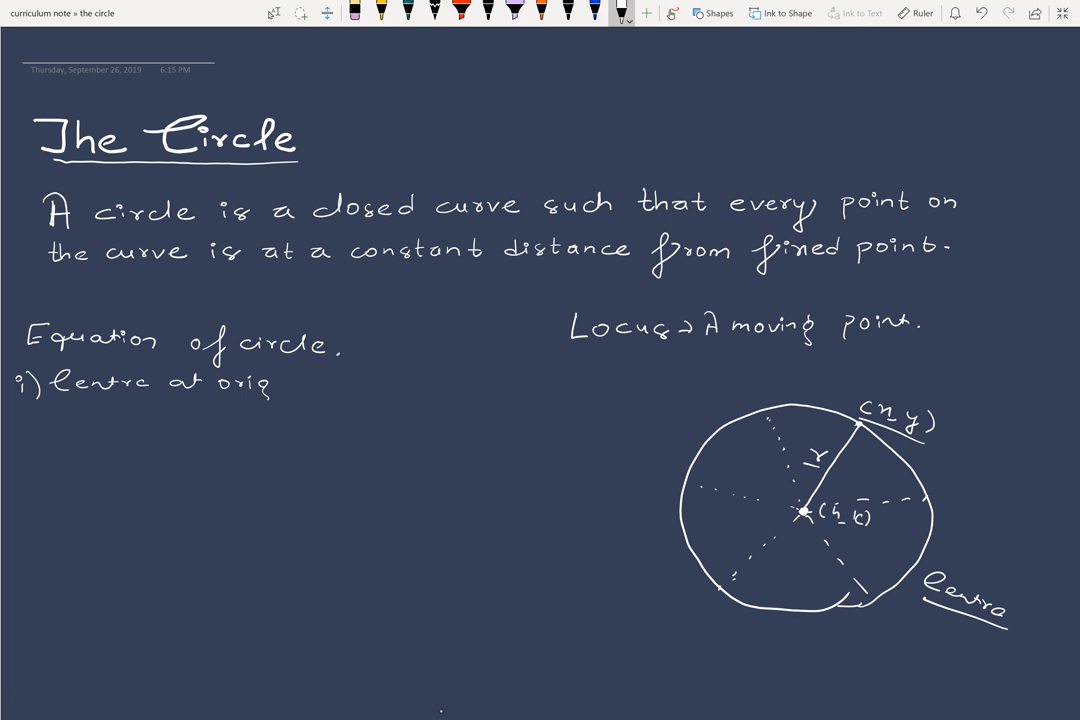 curriculum note » the circle
Shapes Ink to Shape Ink to Text Ruler
Thursday, September 26, 2019 6:15 PM
The Circle
A circle is a closed curve such that every point on
the curve is at a constant distance from fixed point.
Equation of circle.
Locus → A moving point.
i) Centre at orig
(x y)
r
(h k)
Centre